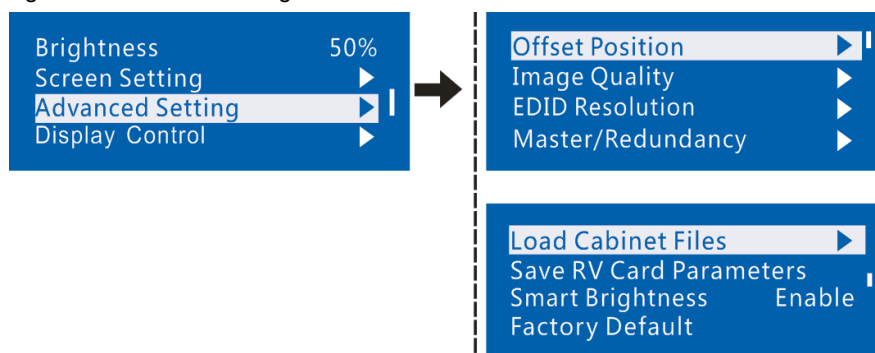 Brightness 50%
Screen Setting
Advanced Setting
Display Control
Offset Position
Image Quality
EDID Resolution
Master/Redundancy
Load Cabinet Files
Save RV Card Parameters
Smart Brightness Enable
Factory Default